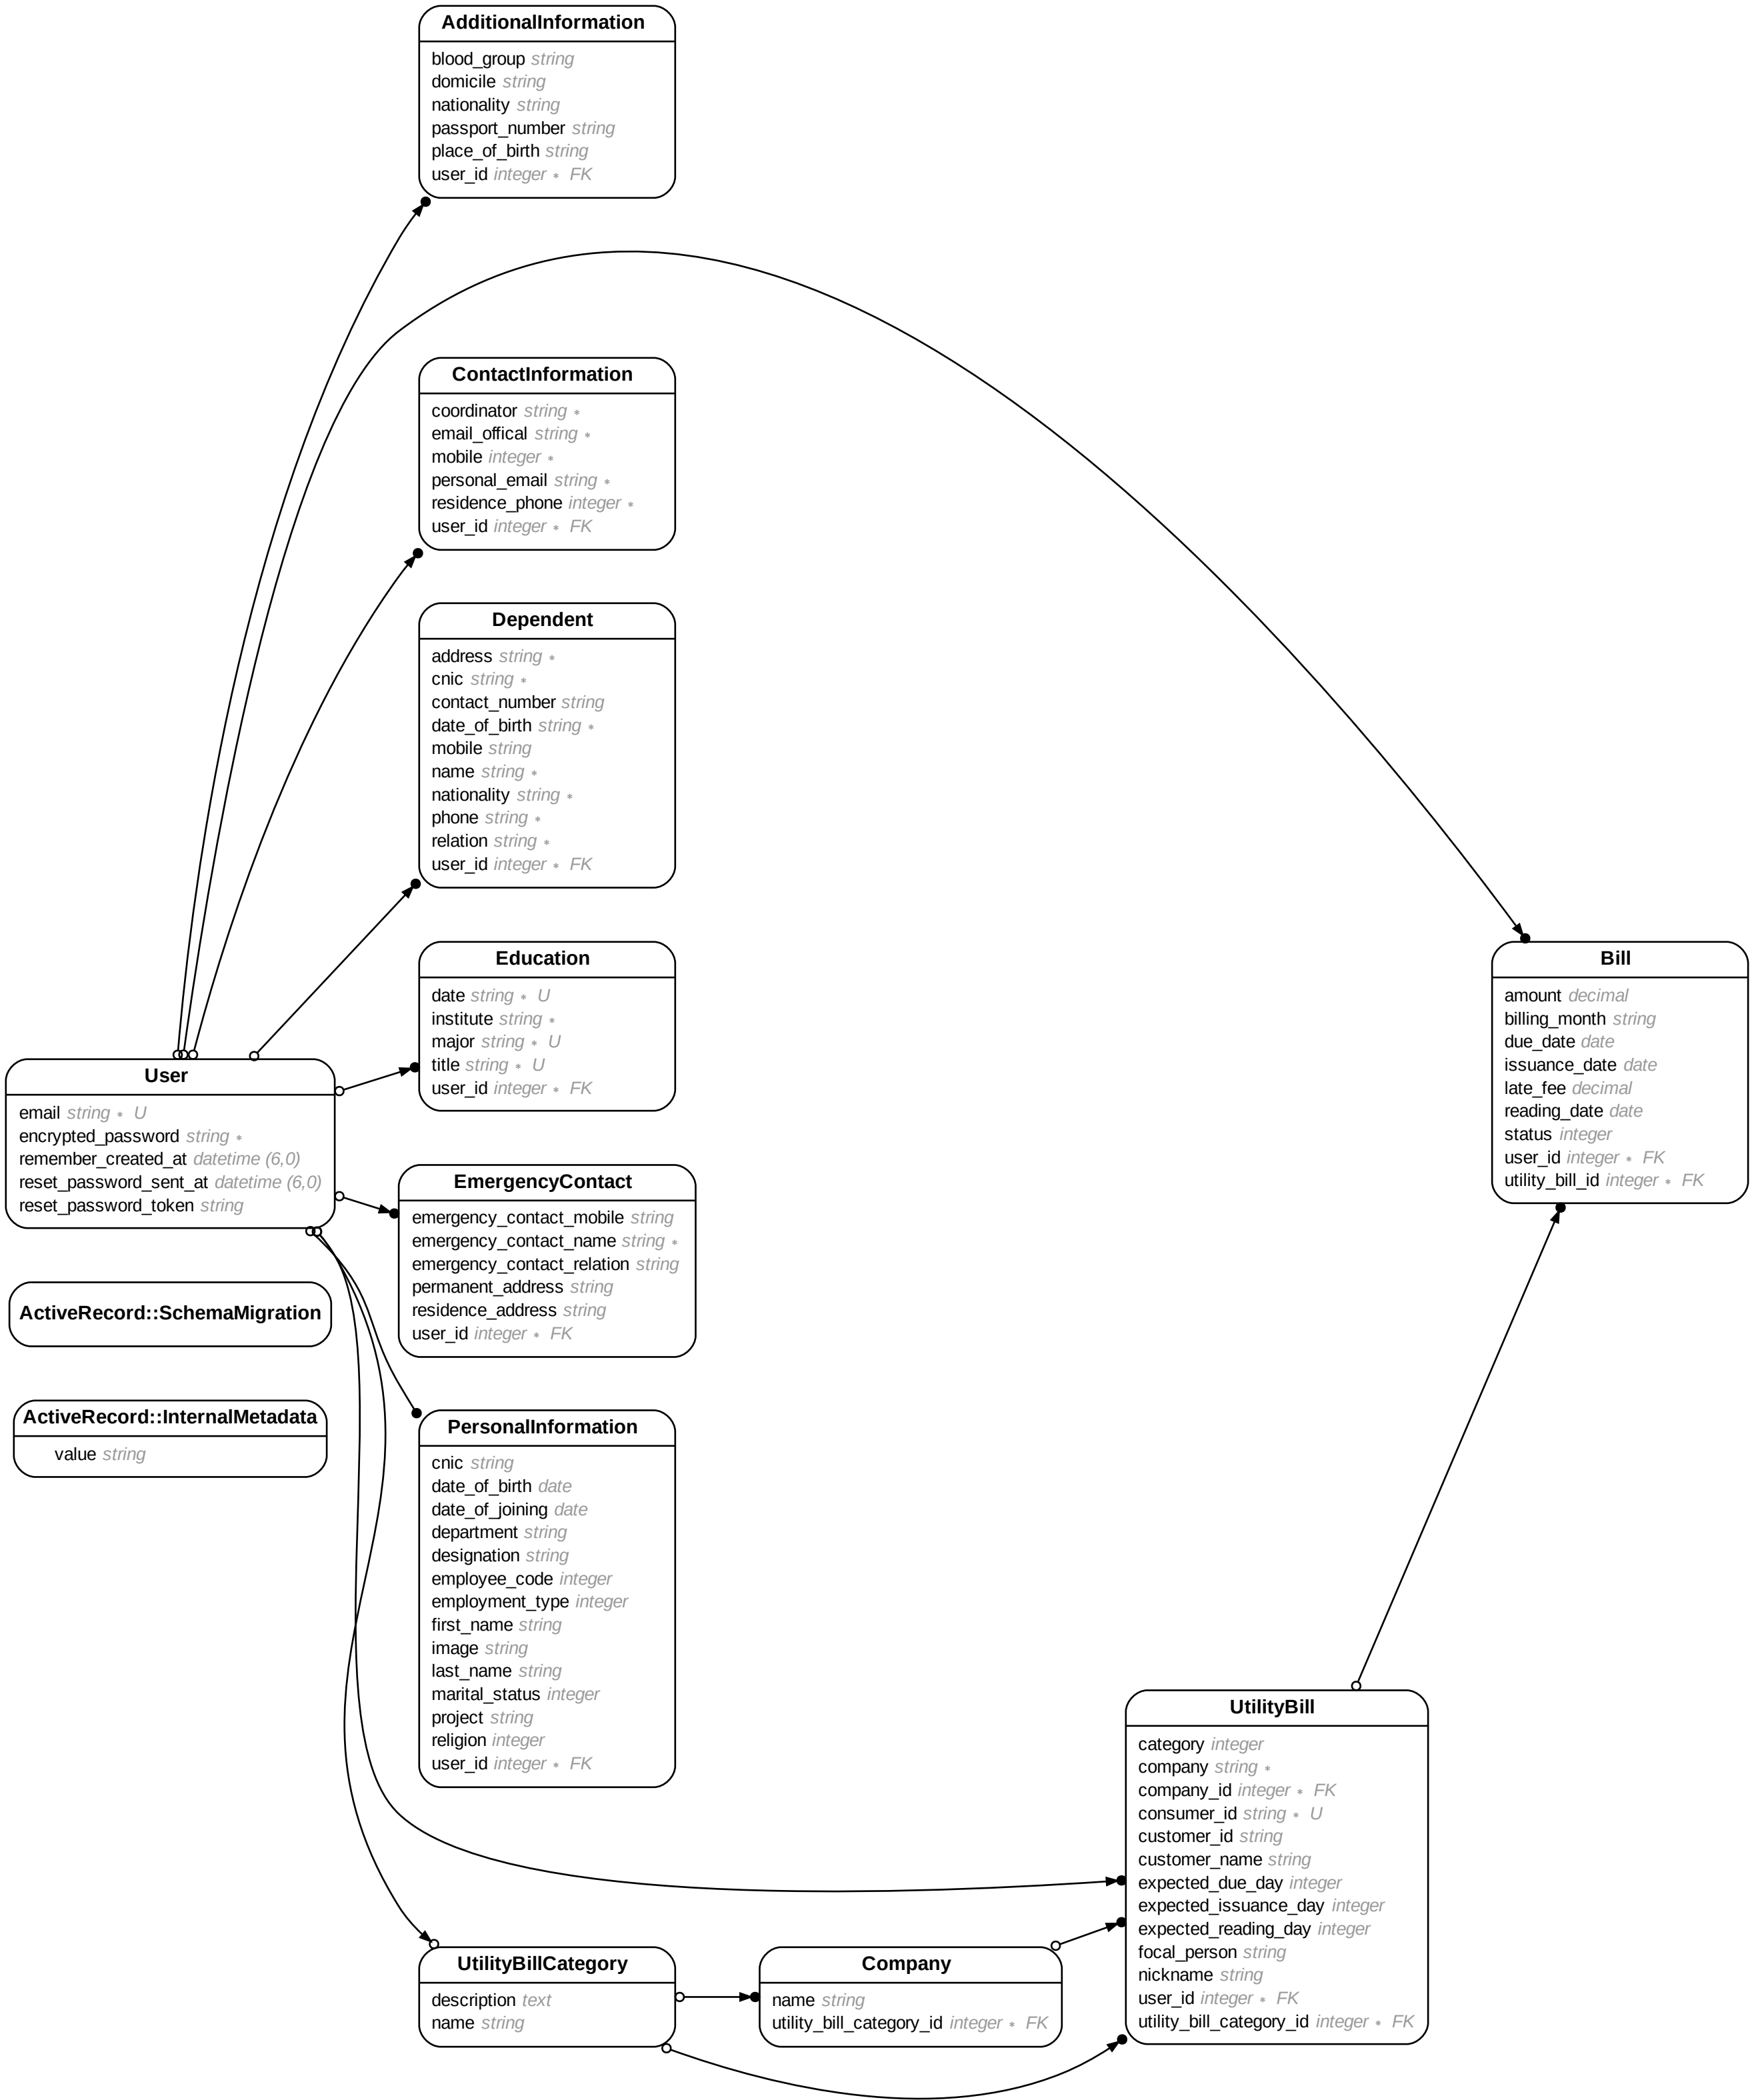 AdditionalInformation
blood_group string
domicile string
nationality string
passport_number string
place_of_birth string
user_id integer * FK
ContactInformation
coordinator string *
email_offical string *
mobile integer *
personal_email string *
residence_phone integer *
user_id integer * FK
Dependent
address string *
cnic string *
contact_number string
date_of_birth string *
mobile string
name string *
nationality string *
phone string *
relation string *
user_id integer * FK
Education
date string * U
institute string *
major string * U
title string * U
user_id integer * FK
Bill
amount decimal
billing_month string
due_date date
issuance_date date
late_fee decimal
reading_date date
status integer
user_id integer * FK
utility_bill_id integer * FK
User
email string * U
encrypted_password string *
remember_created_at datetime (6,0)
reset_password_sent_at datetime (6,0)
reset_password_token string
EmergencyContact
emergency_contact_mobile string
emergency_contact_name string *
emergency_contact_relation string
permanent_address string
residence_address string
user_id integer * FK
ActiveRecord::SchemaMigration
ActiveRecord::InternalMetadata
value string
PersonalInformation
cnic string
date_of_birth date
date_of_joining date
department string
designation string
employee_code integer
employment_type integer
first_name string
image string
last_name string
marital_status integer
project string
religion integer
user_id integer * FK
UtilityBill
category integer
company string *
company_id integer * FK
consumer_id string * U
customer_id string
customer_name string
expected_due_day integer
expected_issuance_day integer
expected_reading_day integer
focal_person string
nickname string
user_id integer * FK
utility_bill_category_id integer * FK
UtilityBillCategory
description text
name string
Company
name string
utility_bill_category_id integer * FK